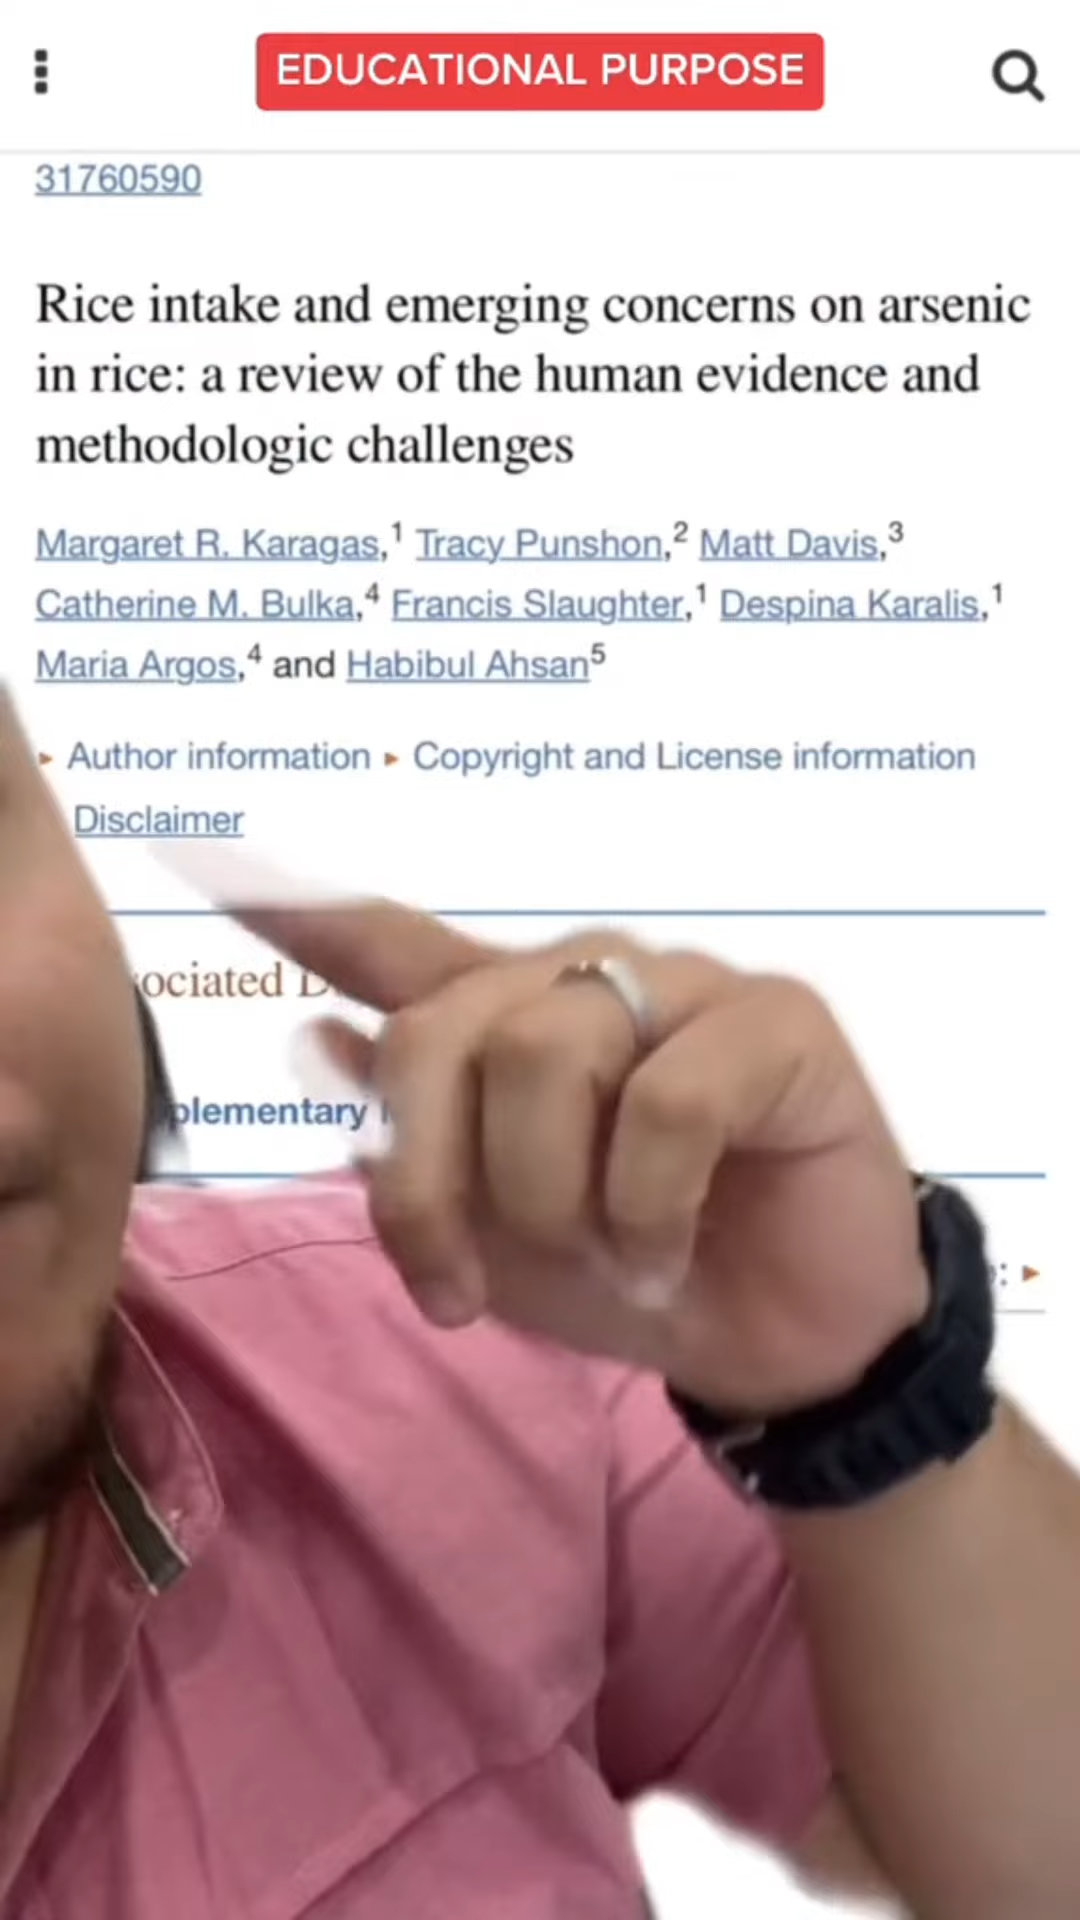 EDUCATIONAL PURPOSE
31760590
Rice intake and emerging concerns on arsenic
in rice: a review of the human evidence and
methodologic challenges
Margaret R. Karagas,1 Tracy Punshon,2 Matt Davis,3
Catherine M. Bulka,4 Francis Slaughter,1 Despina Karalis,1
Maria Argos,4 and Habibul Ahsan5
▸ Author information ▸ Copyright and License information
Disclaimer
ociated D
plementary
: ▸